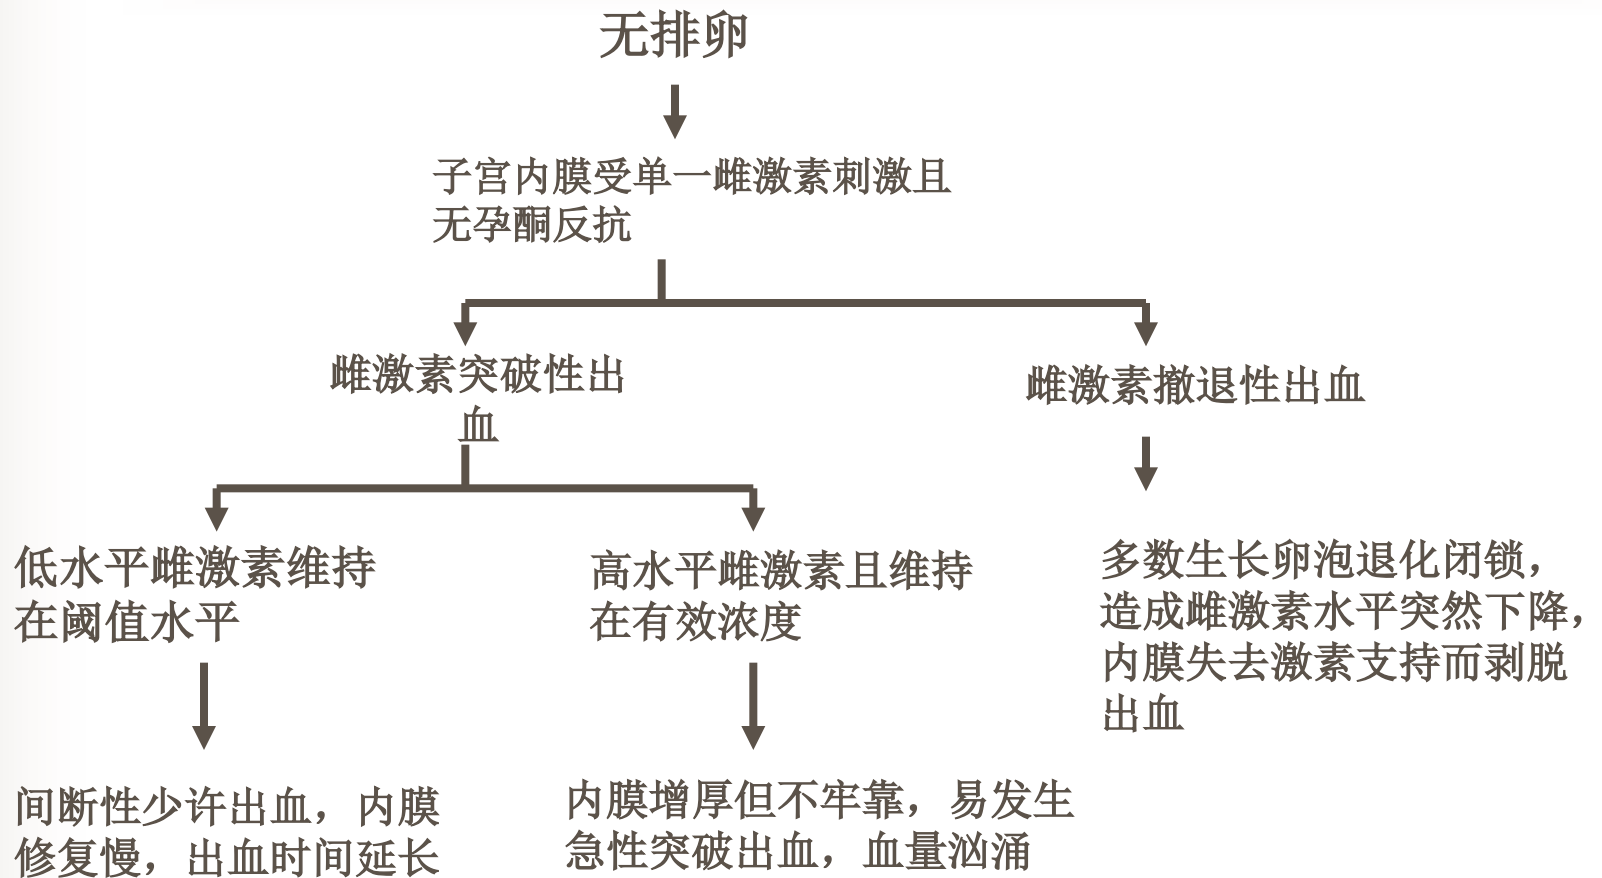 无排卵
子宫内膜受单一雌激素刺激且
无孕酮反抗
雌激素突破性出
血
雌激素撤退性出血
低水平雌激素维持
在阈值水平
高水平雌激素且维持
在有效浓度
多数生长卵泡退化闭锁，
造成雌激素水平突然下降，
内膜失去激素支持而剥脱
出血
间断性少许出血，内膜
修复慢，出血时间延长
内膜增厚但不牢靠，易发生
急性突破出血，血量汹涌